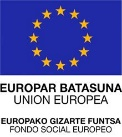 EUROPAR BATASUNA
UNION EUROPEA
EUROPAKO GIZARTE FUNTSA
FONDO SOCIAL EUROPEO